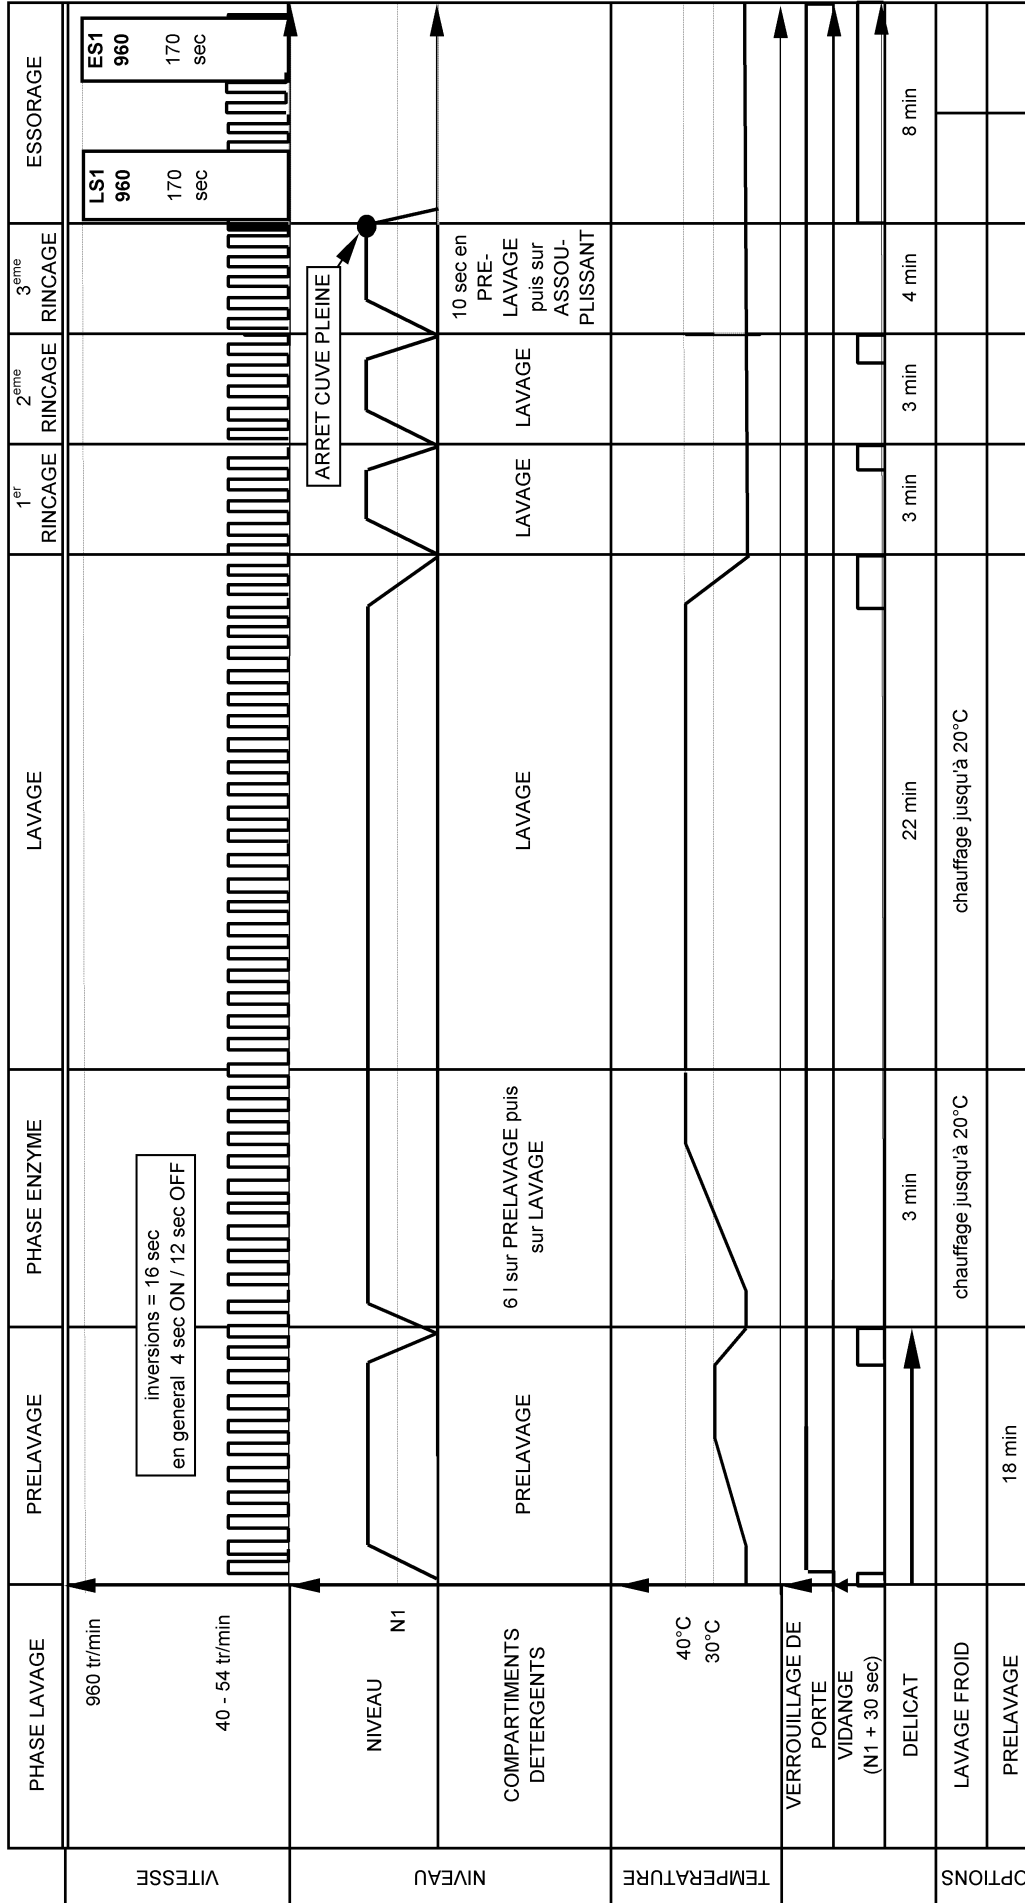 PHASE LAVAGE
PRELAVAGE
PHASE ENZYME
LAVAGE
1er
RINCAGE
2eme
RINCAGE
3eme
RINCAGE
ESSORAGE
VITESSE
960 tr/min
40 - 54 tr/min
inversions = 16 sec
en general 4 sec ON / 12 sec OFF
LS1
960
170
sec
ES1
960
170
sec
NIVEAU
NIVEAU
N1
ARRET CUVE PLEINE
COMPARTIMENTS
DETERGENTS
PRELAVAGE
6 l sur PRELAVAGE puis
sur LAVAGE
LAVAGE
LAVAGE
LAVAGE
10 sec en
PRE-
LAVAGE
puis sur
ASSOU-
PLISSANT
TEMPERATURE
40°C
30°C
VERROUILLAGE DE
PORTE
VIDANGE
(N1 + 30 sec)
DELICAT
3 min
22 min
3 min
3 min
4 min
8 min
OPTIONS
LAVAGE FROID
chauffage jusqu'à 20°C
chauffage jusqu'à 20°C
PRELAVAGE
18 min